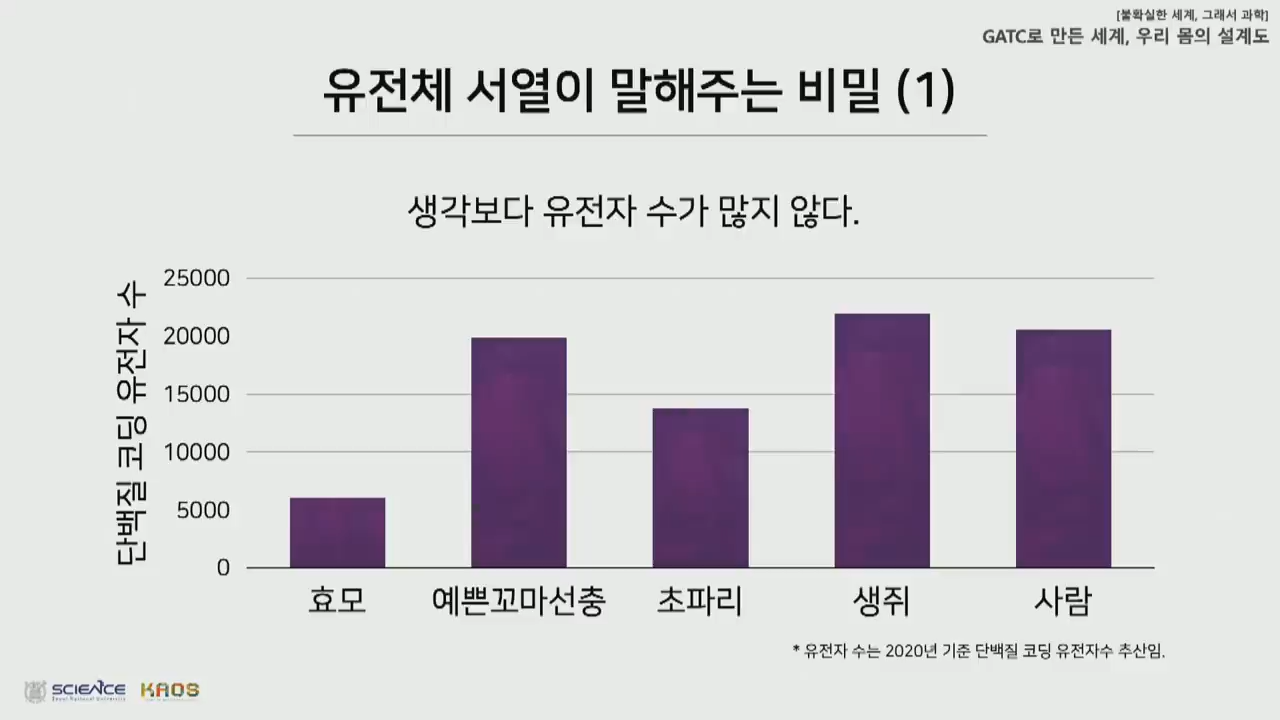 [불확실한 세계, 그래서 과학]
GATC로 만든 세계, 우리 몸의 설계도
유전체 서열이 말해주는 비밀 (1)
생각보다 유전자 수가 많지 않다.
단백질 코딩 유전자 수
25000
20000
15000
10000
5000
0
효모
예쁜꼬마선충
초파리
생쥐
사람
* 유전자 수는 2020년 기준 단백질 코딩 유전자수 추산임.
SCIENCE
Seoul National University
KAOS